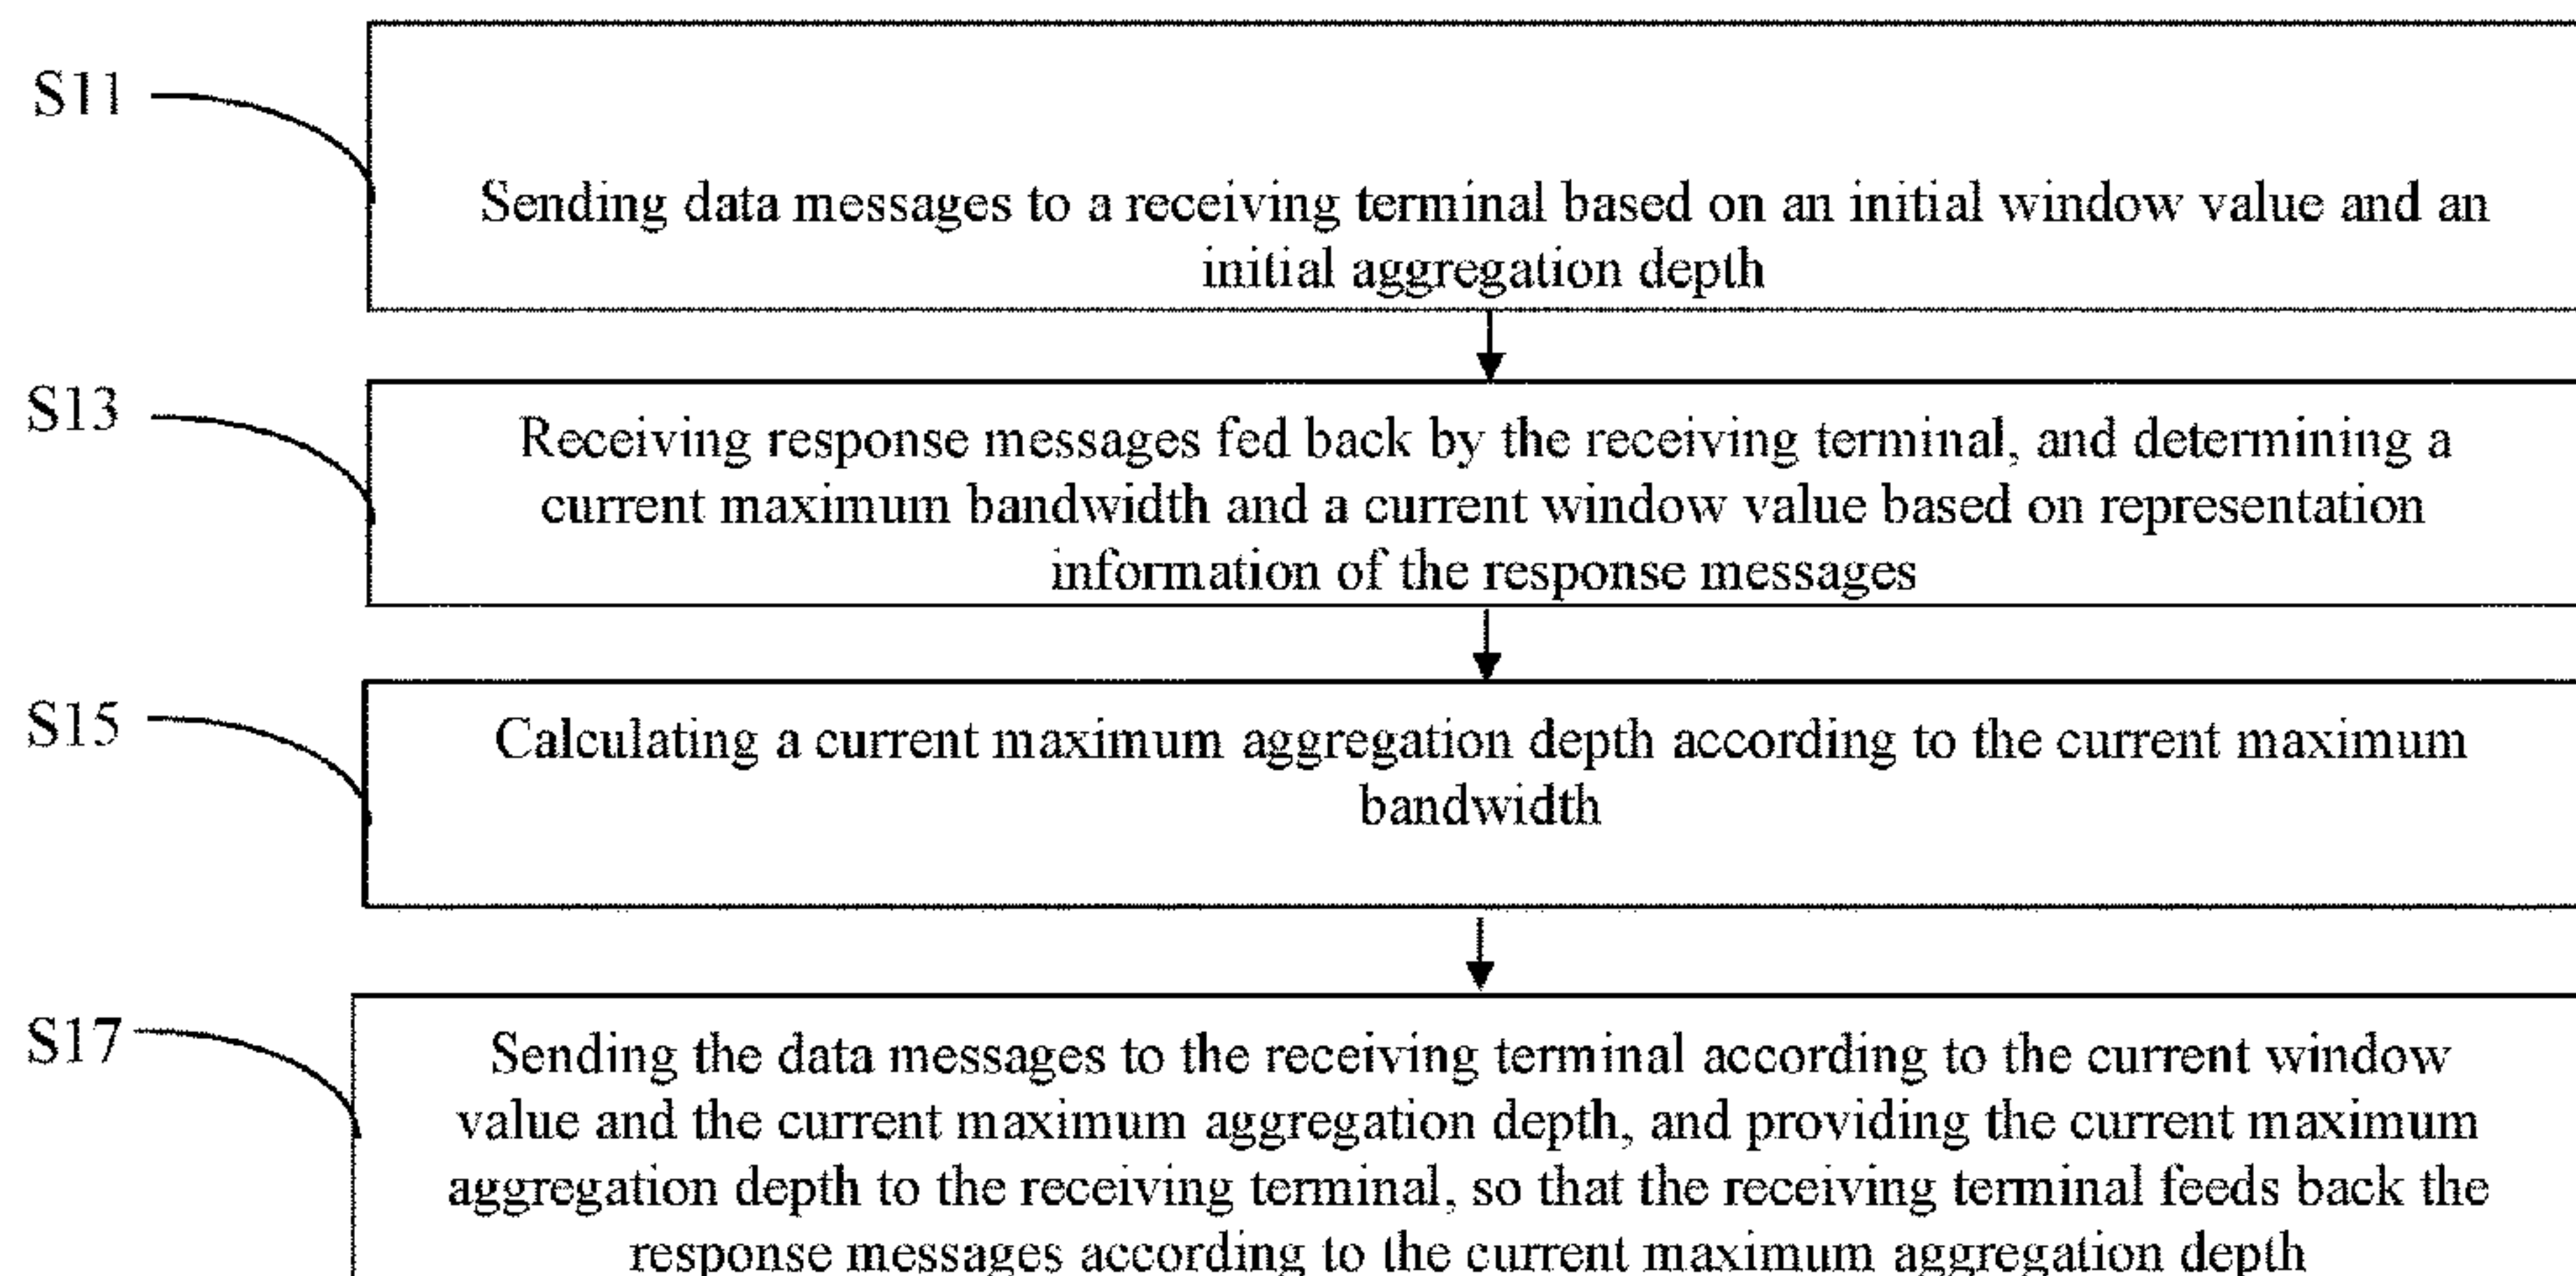 S11
Sending data messages to a receiving terminal based on an initial window value and an
initial aggregation depth
S13
Receiving response messages fed back by the receiving terminal, and determining a
current maximum bandwidth and a current window value based on representation
information of the response messages
S15
Calculating a current maximum aggregation depth according to the current maximum
bandwidth
S17
Sending the data messages to the receiving terminal according to the current window
value and the current maximum aggregation depth, and providing the current maximum
aggregation depth to the receiving terminal, so that the receiving terminal feeds back the
response messages according to the current maximum aggregation depth